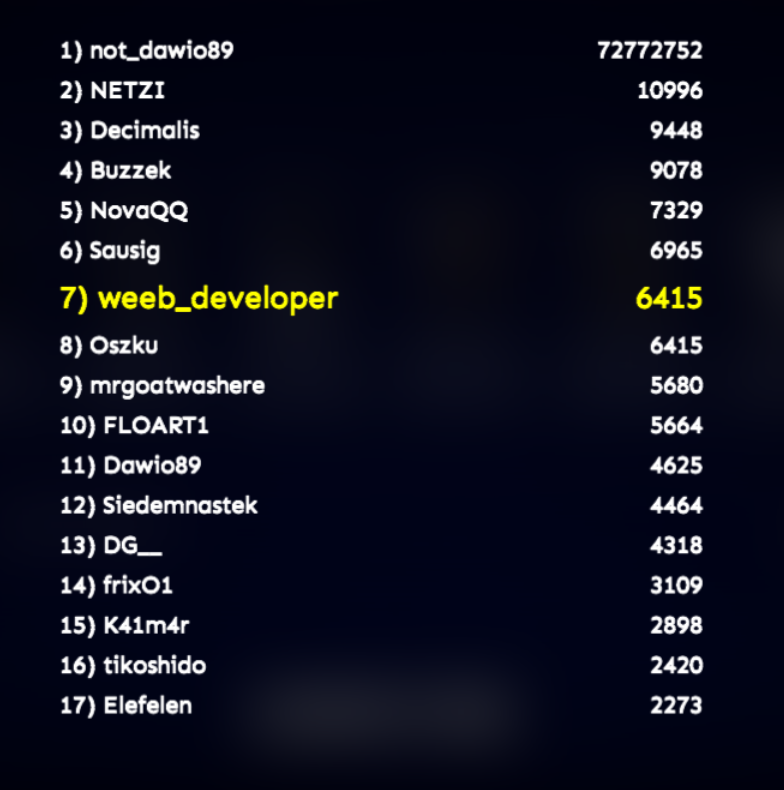 1) not_dawio89 72772752
2) NETZI 10996
3) Decimalis 9448
4) Buzzek 9078
5) NovaQQ 7329
6) Sausig 6965
7) weeb_developer 6415
8) Oszku 6415
9) mrgoatwashere 5680
10) FLOART1 5664
11) Dawio89 4625
12) Siedemnastek 4464
13) DG__ 4318
14) frixO1 3109
15) K41m4r 2898
16) tikoshido 2420
17) Elefelen 2273